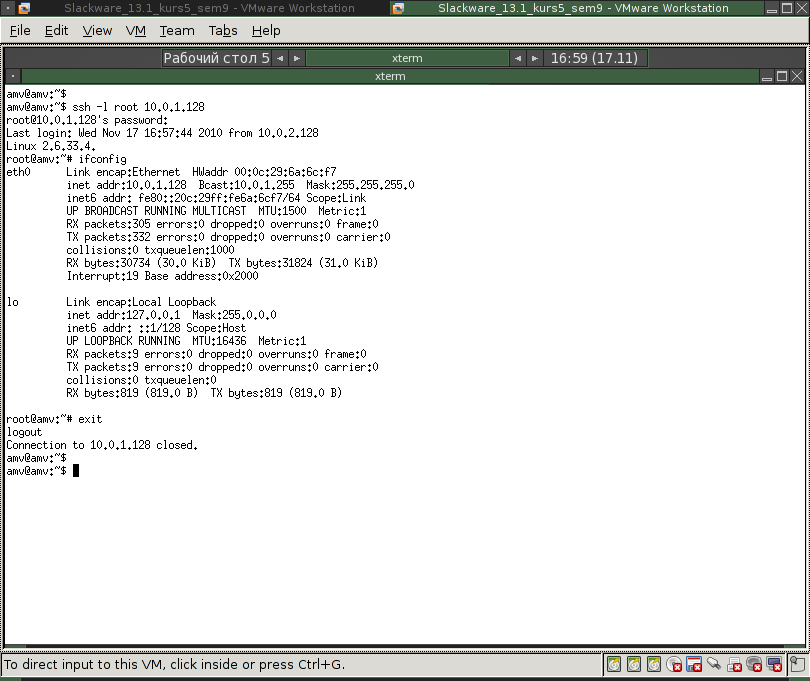 Slackware_13.1_kurs5_sem9 - VMware Workstation
Slackware_13.1_kurs5_sem9 - VMware Workstation
File Edit View VM Team Tabs Help
Рабочий стол 5 xterm 16:59 (17.11)
xterm
amv@amv:~$
amv@amv:~$ ssh -l root 10.0.1.128
root@10.0.1.128's password:
Last login: Wed Nov 17 16:57:44 2010 from 10.0.2.128
Linux 2.6.33.4.
root@amv:~# ifconfig
eth0 Link encap:Ethernet HWaddr 00:0c:29:6a:6c:f7
inet addr:10.0.1.128 Bcast:10.0.1.255 Mask:255.255.255.0
inet6 addr: fe80::20c:29ff:fe6a:6cf7/64 Scope:Link
UP BROADCAST RUNNING MULTICAST MTU:1500 Metric:1
RX packets:305 errors:0 dropped:0 overruns:0 frame:0
TX packets:332 errors:0 dropped:0 overruns:0 carrier:0
collisions:0 txqueuelen:1000
RX bytes:30734 (30.0 KiB) TX bytes:31824 (31.0 KiB)
Interrupt:19 Base address:0x2000
lo Link encap:Local Loopback
inet addr:127.0.0.1 Mask:255.0.0.0
inet6 addr: ::1/128 Scope:Host
UP LOOPBACK RUNNING MTU:16436 Metric:1
RX packets:9 errors:0 dropped:0 overruns:0 frame:0
TX packets:9 errors:0 dropped:0 overruns:0 carrier:0
collisions:0 txqueuelen:0
RX bytes:819 (819.0 B) TX bytes:819 (819.0 B)
root@amv:~# exit
logout
Connection to 10.0.1.128 closed.
amv@amv:~$
amv@amv:~$
To direct input to this VM, click inside or press Ctrl+G.